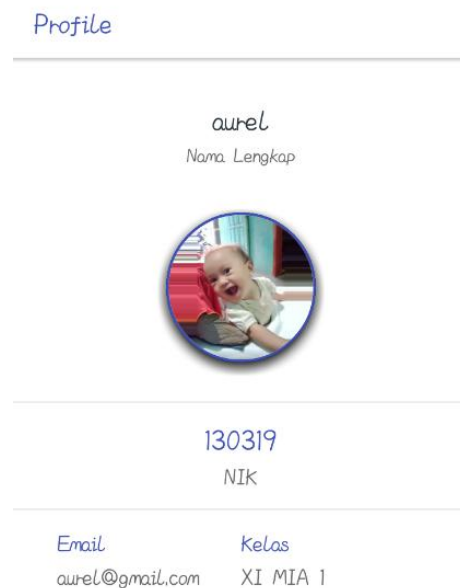 Profile
aurel
Nama Lengkap
130319
NIK
Email Kelas
aurel@gmail.com XI MIA 1